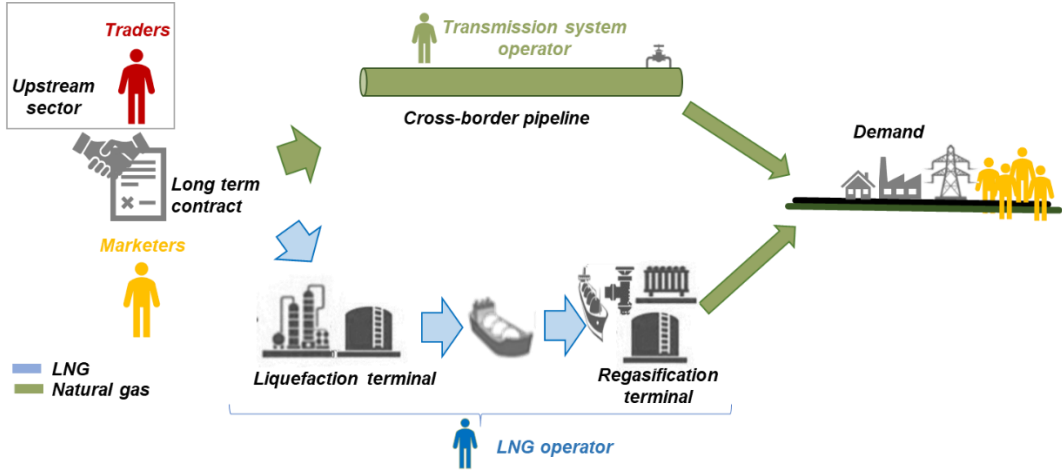 Traders
Upstream
sector
Transmission system
operator
Cross-border pipeline
Demand
Long term
contract
Marketers
Liquefaction terminal
Regasification
terminal
LNG
Natural gas
LNG operator